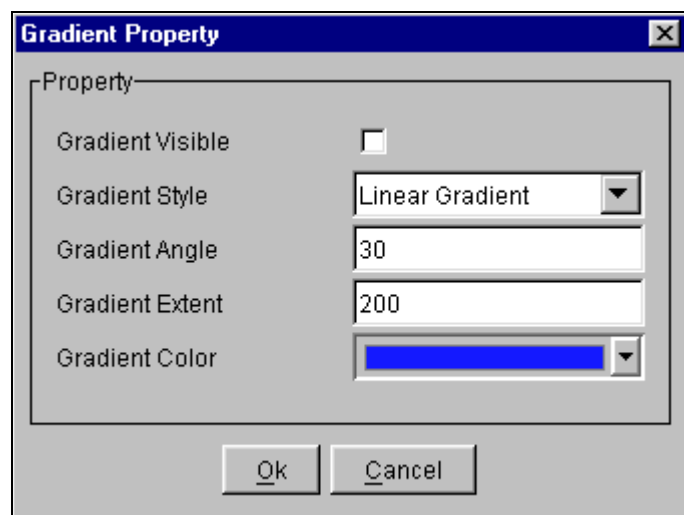 Gradient Property
Property
Gradient Visible
Gradient Style Linear Gradient
Gradient Angle 30
Gradient Extent 200
Gradient Color
Ok Cancel